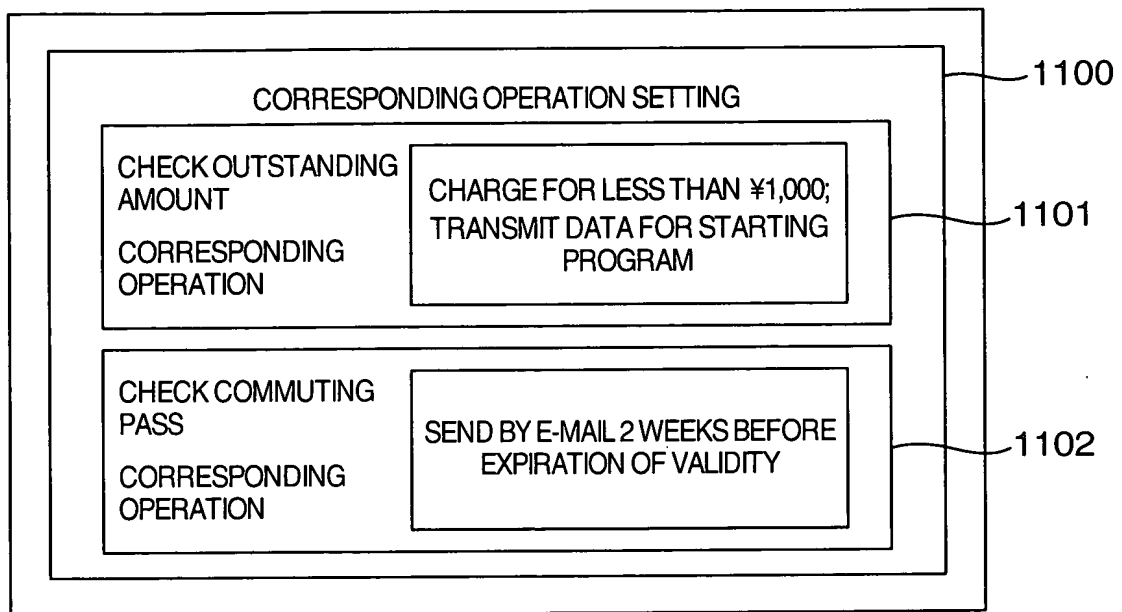 CORRESPONDING OPERATION SETTING
1100
CHECK OUTSTANDING
AMOUNT
CORRESPONDING
OPERATION
CHARGE FOR LESS THAN ¥1,000;
TRANSMIT DATA FOR STARTING
PROGRAM
1101
CHECK COMMUTING
PASS
CORRESPONDING
OPERATION
SEND BY E-MAIL 2 WEEKS BEFORE
EXPIRATION OF VALIDITY
1102